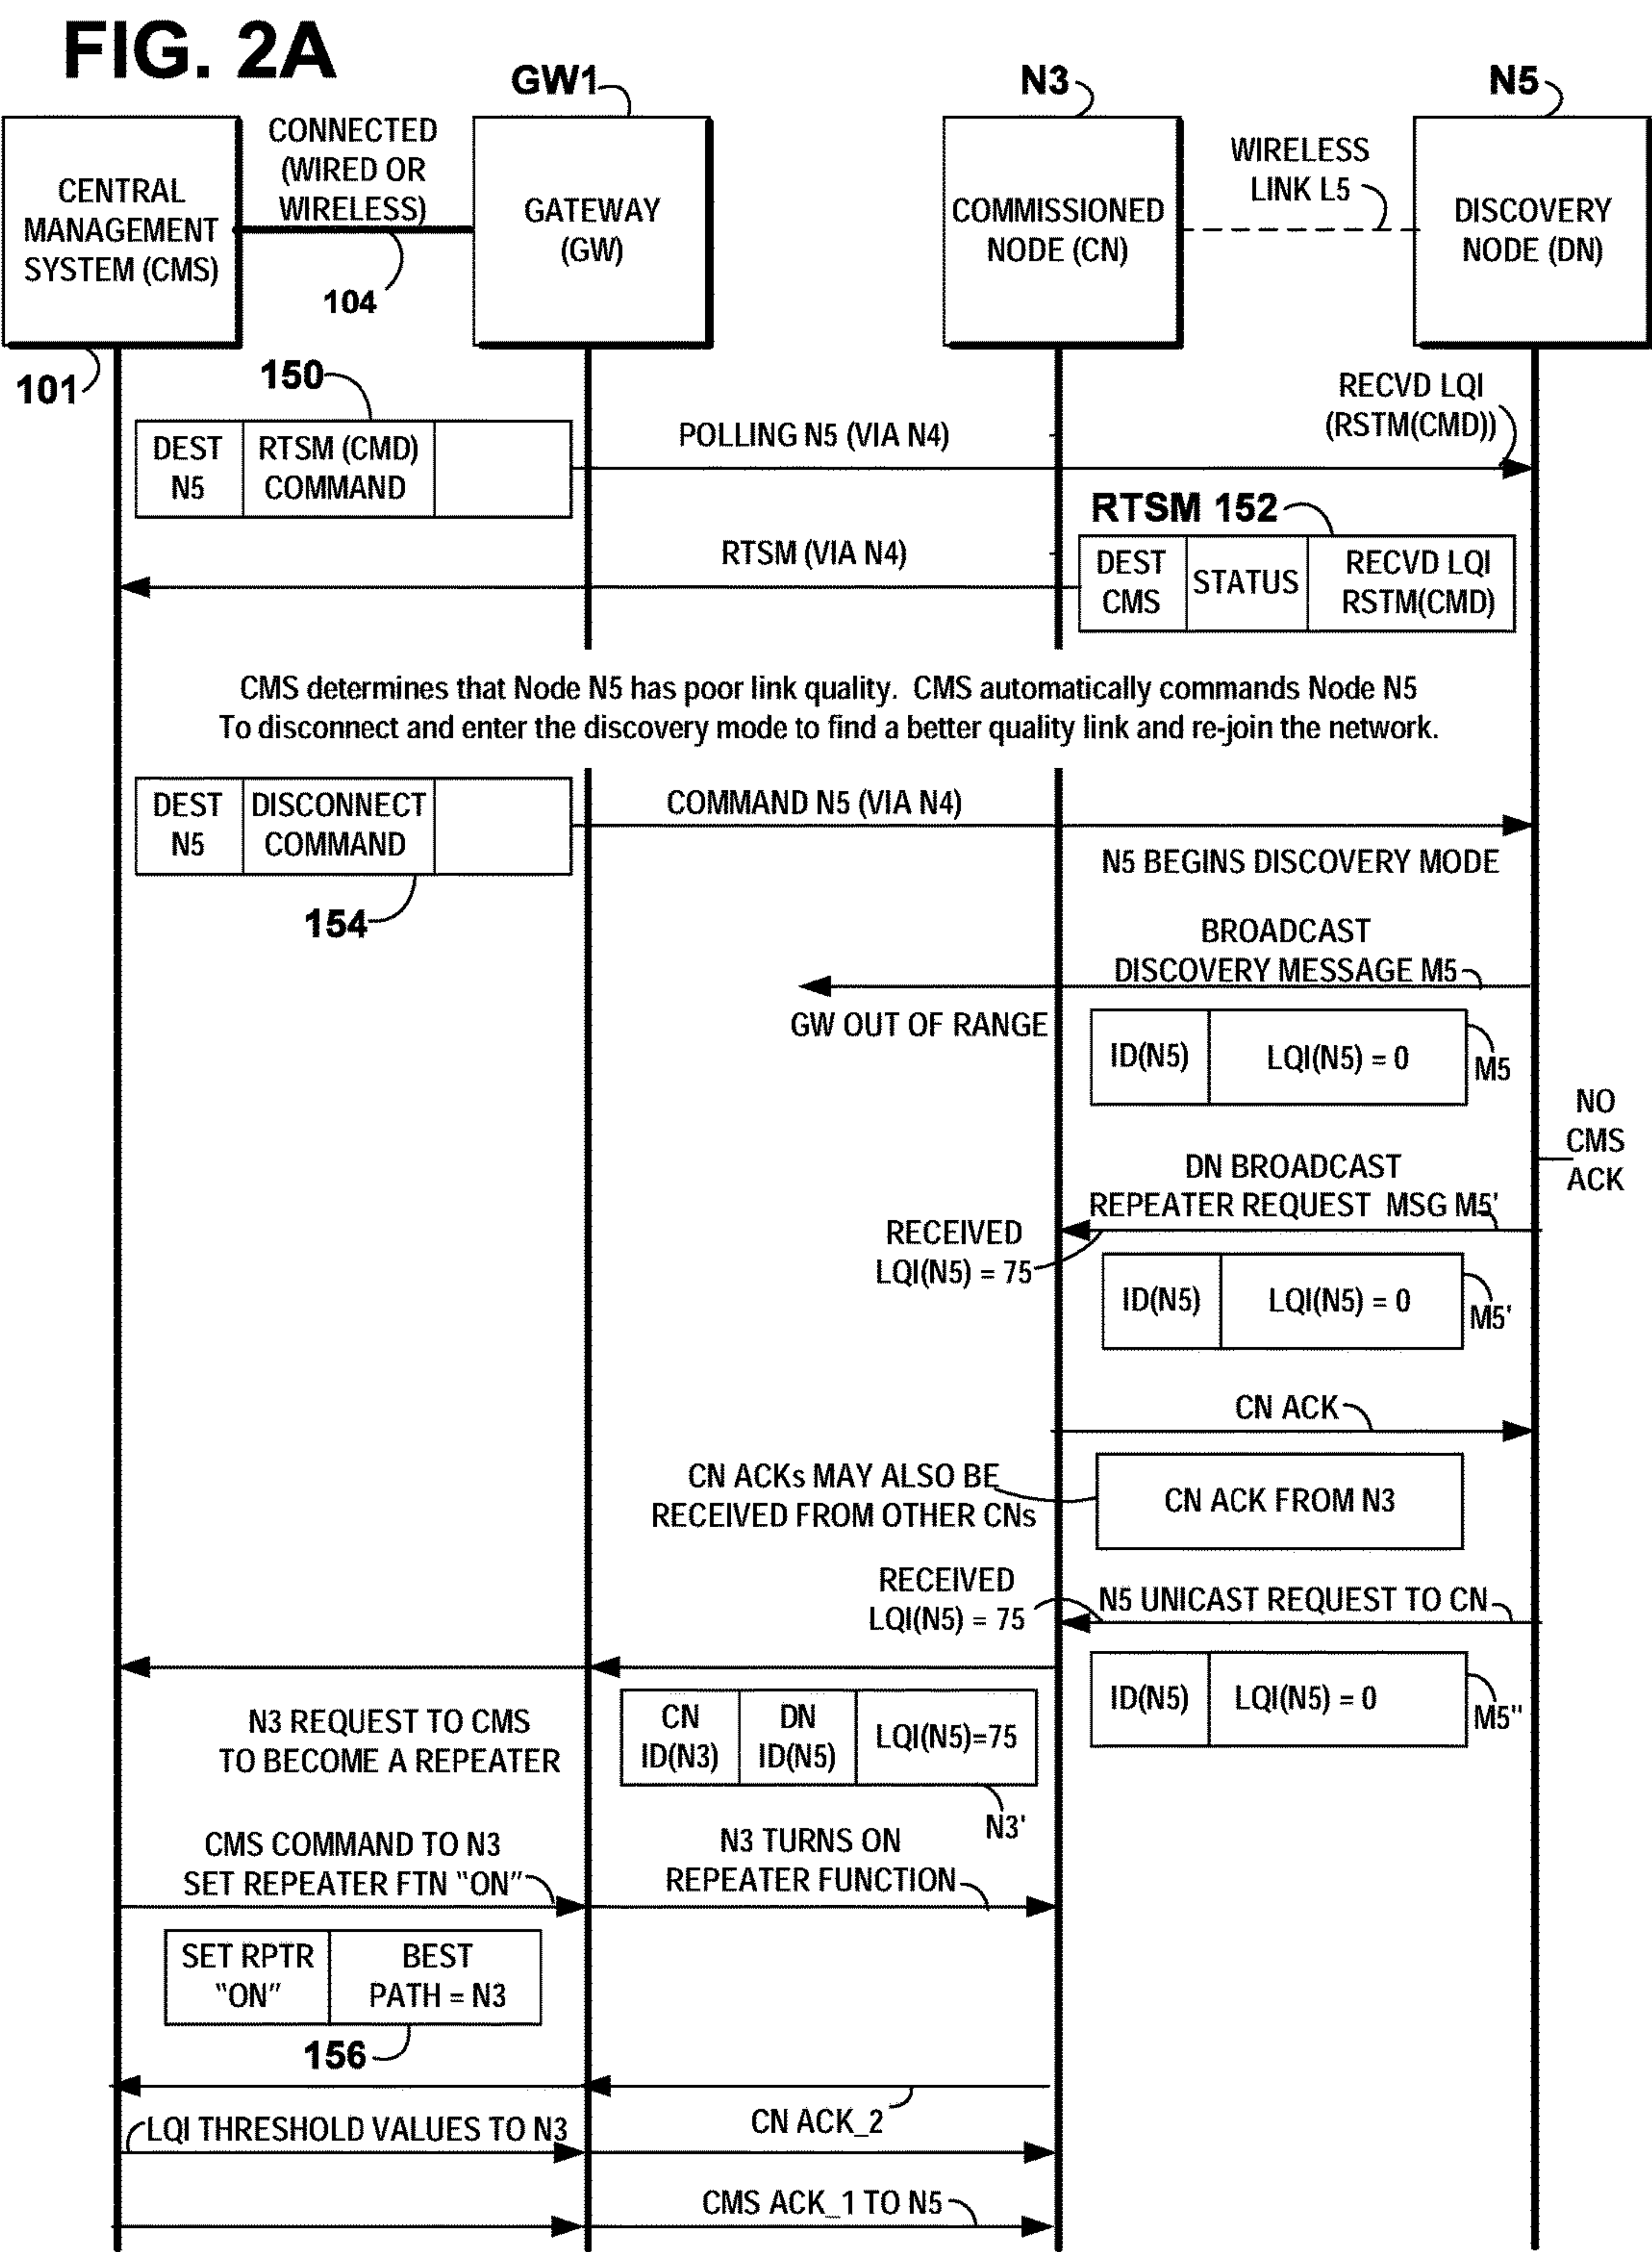 FIG. 2A
GW1
N3
N5
CENTRAL
MANAGEMENT
SYSTEM (CMS)
CONNECTED
(WIRED OR
WIRELESS)
104
GATEWAY
(GW)
COMMISSIONED
NODE (CN)
WIRELESS
LINK L5
DISCOVERY
NODE (DN)
101
150
DEST
N5
RTSM (CMD)
COMMAND
POLLING N5 (VIA N4)
RECVD LQI
(RSTM(CMD))
RTSM 152
RTSM (VIA N4)
DEST
CMS
STATUS
RECVD LQI
RSTM(CMD)
CMS determines that Node N5 has poor link quality. CMS automatically commands Node N5
To disconnect and enter the discovery mode to find a better quality link and re-join the network.
DEST
N5
DISCONNECT
COMMAND
154
COMMAND N5 (VIA N4)
N5 BEGINS DISCOVERY MODE
BROADCAST
DISCOVERY MESSAGE M5
GW OUT OF RANGE
ID(N5)
LQI(N5) = 0
M5
NO
CMS
ACK
DN BROADCAST
REPEATER REQUEST MSG M5'
RECEIVED
LQI(N5) = 75
ID(N5)
LQI(N5) = 0
M5'
CN ACK
CN ACKs MAY ALSO BE
RECEIVED FROM OTHER CNs
CN ACK FROM N3
RECEIVED
LQI(N5) = 75
N5 UNICAST REQUEST TO CN
ID(N5)
LQI(N5) = 0
M5"
N3 REQUEST TO CMS
TO BECOME A REPEATER
CN
ID(N3)
DN
ID(N5)
LQI(N5)=75
N3'
CMS COMMAND TO N3
SET REPEATER FTN “ON”
N3 TURNS ON
REPEATER FUNCTION
SET RPTR
“ON”
BEST
PATH = N3
156
CN ACK_2
LQI THRESHOLD VALUES TO N3
CMS ACK_1 TO N5